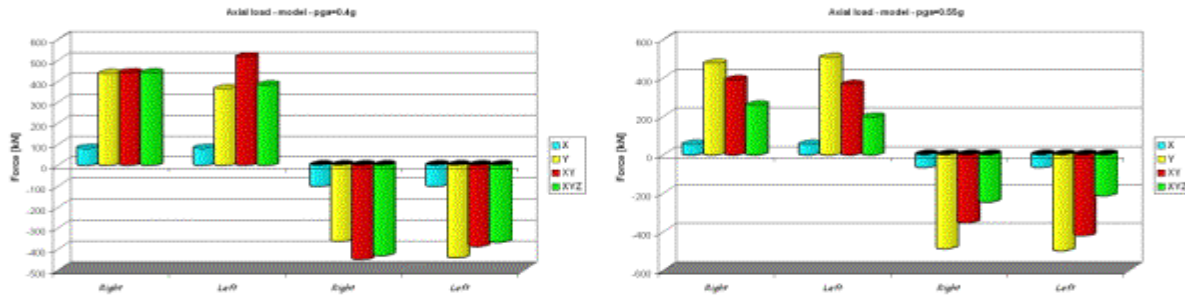 Axial load - model - pga=0.4g
600
500
400
300
200
100
0
-100
-200
-300
-400
-500
Force [kN]
Right
Left
Right
Left
X
Y
XY
XYZ
Axial load - model - pga=0.55g
600
400
200
0
-200
-400
-600
Force [kN]
Right
Left
Right
Left
X
Y
XY
XYZ